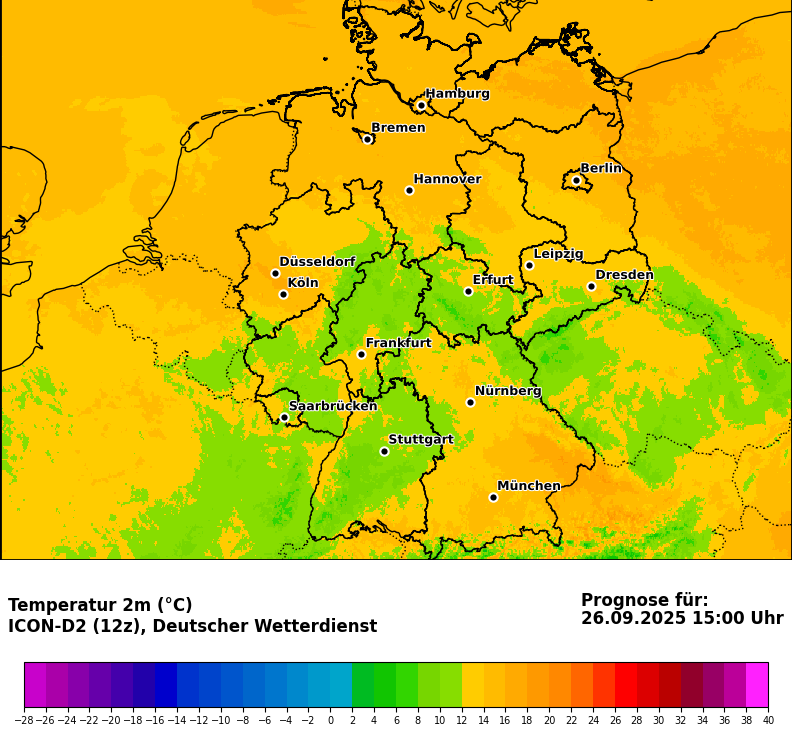 Hamburg
Bremen
Berlin
Hannover
Leipzig
Düsseldorf
Dresden
Köln
Erfurt
Frankfurt
Nürnberg
Saarbrücken
Stuttgart
München
Temperatur 2m (°C)
ICON-D2 (12z), Deutscher Wetterdienst
Prognose für:
26.09.2025 15:00 Uhr
−28 −26 −24 −22 −20 −18 −16 −14 −12 −10 −8 −6 −4 −2 0 2 4 6 8 10 12 14 16 18 20 22 24 26 28 30 32 34 36 38 40